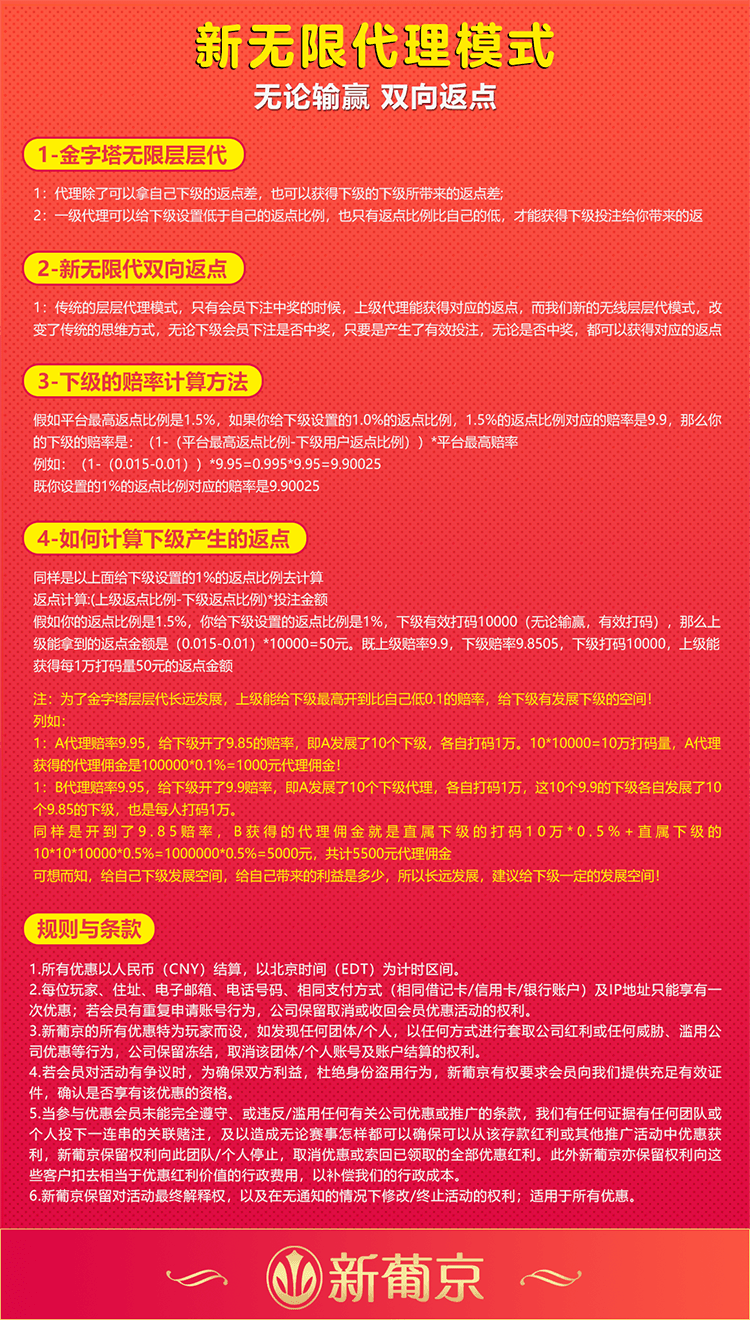 新无限代理模式
无论输赢 双向返点
1-金字塔无限层层代
1：代理除了可以拿自己下级的返点差，也可以获得下级的下级所带来的返点差;
2：一级代理可以给下级设置低于自己的返点比例，也只有返点比例比自己的低，才能获得下级投注给你带来的返
2-新无限代双向返点
1：传统的层层代理模式，只有会员下注中奖的时候，上级代理能获得对应的返点，而我们新的无线层层代模式，改
变了传统的思维方式，无论下级会员下注是否中奖，只要是产生了有效投注，无论是否中奖，都可以获得对应的返点
3-下级的赔率计算方法
假如平台最高返点比例是1.5%，如果你给下级设置的1.0%的返点比例，1.5%的返点比例对应的赔率是9.9，那么你
的下级的赔率是：（1-（平台最高返点比例-下级用户返点比例））*平台最高赔率
例如：（1-（0.015-0.01））*9.95=0.995*9.95=9.90025
既你设置的1%的返点比例对应的赔率是9.90025
4-如何计算下级产生的返点
同样是以上面给下级设置的1%的返点比例去计算
返点计算:(上级返点比例-下级返点比例)*投注金额
假如你的返点比例是1.5%，你给下级设置的返点比例是1%，下级有效打码10000（无论输赢，有效打码），那么上
级能拿到的返点金额是（0.015-0.01）*10000=50元。既上级赔率9.9，下级赔率9.8505，下级打码10000，上级能
获得每1万打码量50元的返点金额
注：为了金字塔层层代长远发展，上级能给下级最高开到比自己低0.1的赔率，给下级有发展下级的空间！
列如：
1：A代理赔率9.95，给下级开了9.85的赔率，即A发展了10个下级，各自打码1万。10*10000=10万打码量，A代理
获得的代理佣金是100000*0.1%=1000元代理佣金！
1：B代理赔率9.95，给下级开了9.9赔率，即A发展了10个下级代理，各自打码1万，这10个9.9的下级各自发展了10
个9.85的下级，也是每人打码1万。
同样是开到了9.85赔率，B获得的代理佣金就是直属下级的打码10万*0.5%+直属下级的
10*10*10000*0.5%=1000000*0.5%=5000元，共计5500元代理佣金
可想而知，给自己下级发展空间，给自己带来的利益是多少，所以长远发展，建议给下级一定的发展空间！
规则与条款
1.所有优惠以人民币（CNY）结算，以北京时间（EDT）为计时区间。
2.每位玩家、住址、电子邮箱、电话号码、相同支付方式（相同借记卡/信用卡/银行账户）及IP地址只能享有一
次优惠；若会员有重复申请账号行为，公司保留取消或收回会员优惠活动的权利。
3.新葡京的所有优惠特为玩家而设，如发现任何团体/个人，以任何方式进行套取公司红利或任何威胁、滥用公
司优惠等行为，公司保留冻结，取消该团体/个人账号及账户结算的权利。
4.若会员对活动有争议时，为确保双方利益，杜绝身份盗用行为，新葡京有权要求会员向我们提供充足有效证
件，确认是否享有该优惠的资格。
5.当参与优惠会员未能完全遵守、或违反/滥用任何有关公司优惠或推广的条款，我们有任何证据有任何团队或
个人投下一连串的关联赌注，及以造成无论赛事怎样都可以确保可以从该存款红利或其他推广活动中优惠获
利，新葡京保留权利向此团队/个人停止，取消优惠或索回已领取的全部优惠红利。此外新葡京亦保留权利向这
些客户扣去相当于优惠红利价值的行政费用，以补偿我们的行政成本。
6.新葡京保留对活动最终解释权，以及在无通知的情况下修改/终止活动的权利；适用于所有优惠。
新葡京